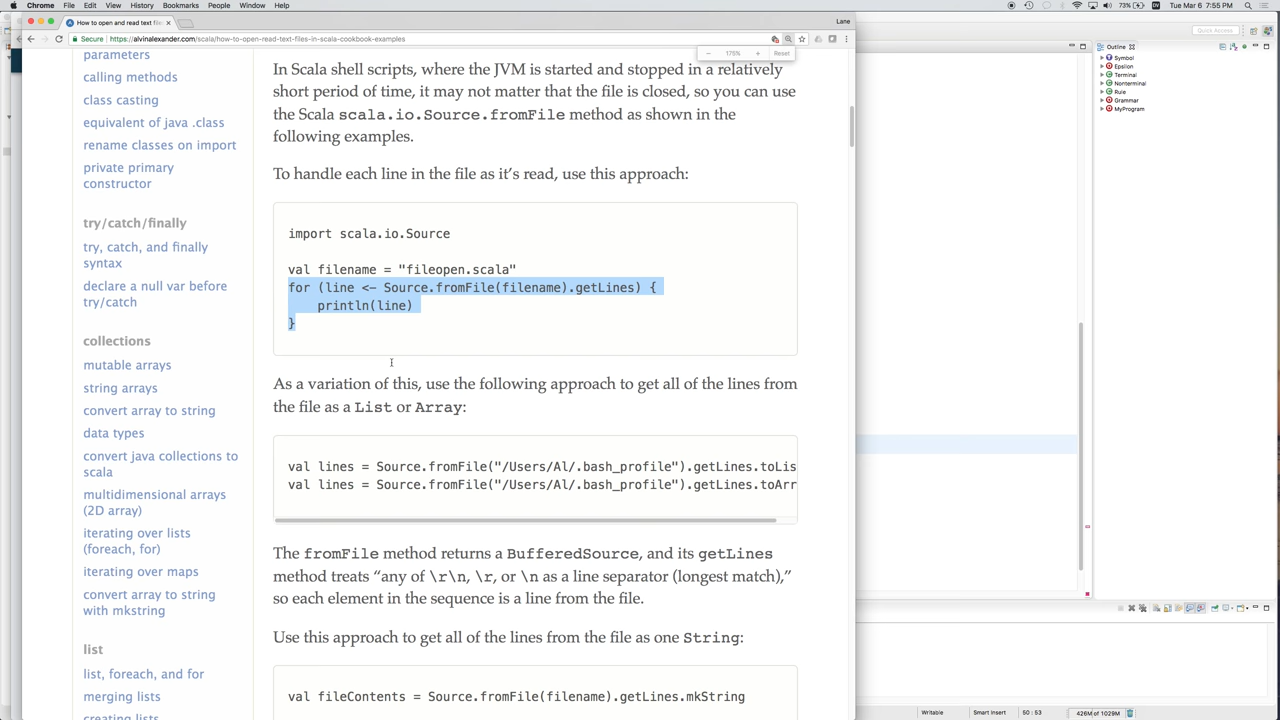 Chrome File Edit View History Bookmarks People Window Help
73% Tue Mar 6 7:55 PM
How to open and read text file
Lane
Secure https://alvinalexander.com/scala/how-to-open-read-text-files-in-scala-cookbook-examples
− 175% + Reset
Quick Access
parameters
calling methods
class casting
equivalent of java .class
rename classes on import
private primary
constructor
try/catch/finally
try, catch, and finally
syntax
declare a null var before
try/catch
collections
mutable arrays
string arrays
convert array to string
data types
convert java collections to
scala
multidimensional arrays
(2D array)
iterating over lists
(foreach, for)
iterating over maps
convert array to string
with mkstring
list
list, foreach, and for
merging lists
creating lists
In Scala shell scripts, where the JVM is started and stopped in a relatively
short period of time, it may not matter that the file is closed, so you can use
the Scala scala.io.Source.fromFile method as shown in the
following examples.
To handle each line in the file as it’s read, use this approach:
import scala.io.Source
val filename = "fileopen.scala"
for (line <- Source.fromFile(filename).getLines) {
println(line)
}
As a variation of this, use the following approach to get all of the lines from
the file as a List or Array:
val lines = Source.fromFile("/Users/Al/.bash_profile").getLines.toLis
val lines = Source.fromFile("/Users/Al/.bash_profile").getLines.toArr
The fromFile method returns a BufferedSource, and its getLines
method treats “any of \r\n, \r, or \n as a line separator (longest match),”
so each element in the sequence is a line from the file.
Use this approach to get all of the lines from the file as one String:
val fileContents = Source.fromFile(filename).getLines.mkString
Outline
Symbol
Epsilon
Terminal
Nonterminal
Rule
Grammar
MyProgram
Writable Smart Insert 50 : 53 426M of 1029M